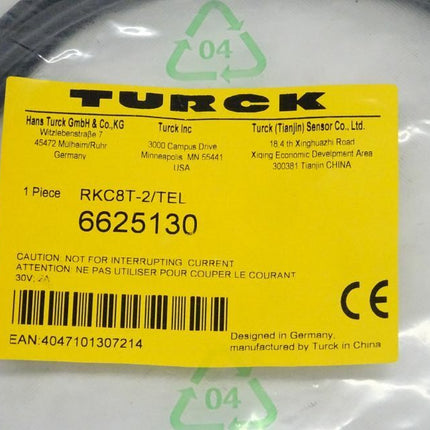 04
TURCK
Hans Turck GmbH & Co.,KG
Witzlebenstraße 7
45472 Mülheim/Ruhr
Germany
Turck Inc
3000 Campus Drive
Minneapolis MN 55441
USA
Turck (Tianjin) Sensor Co., Ltd.
18.4 th Xinghuazhi Road
Xiqing Economic Develpment Area
300381 Tianjin CHINA
1 Piece RKC8T-2/TEL
6625130
CAUTION: NOT FOR INTERRUPTING CURRENT
ATTENTION: NE PAS UTILISER POUR COUPER LE COURANT
30V, 2A
CE
EAN:4047101307214
Designed in Germany,
manufactured by Turck in China
04